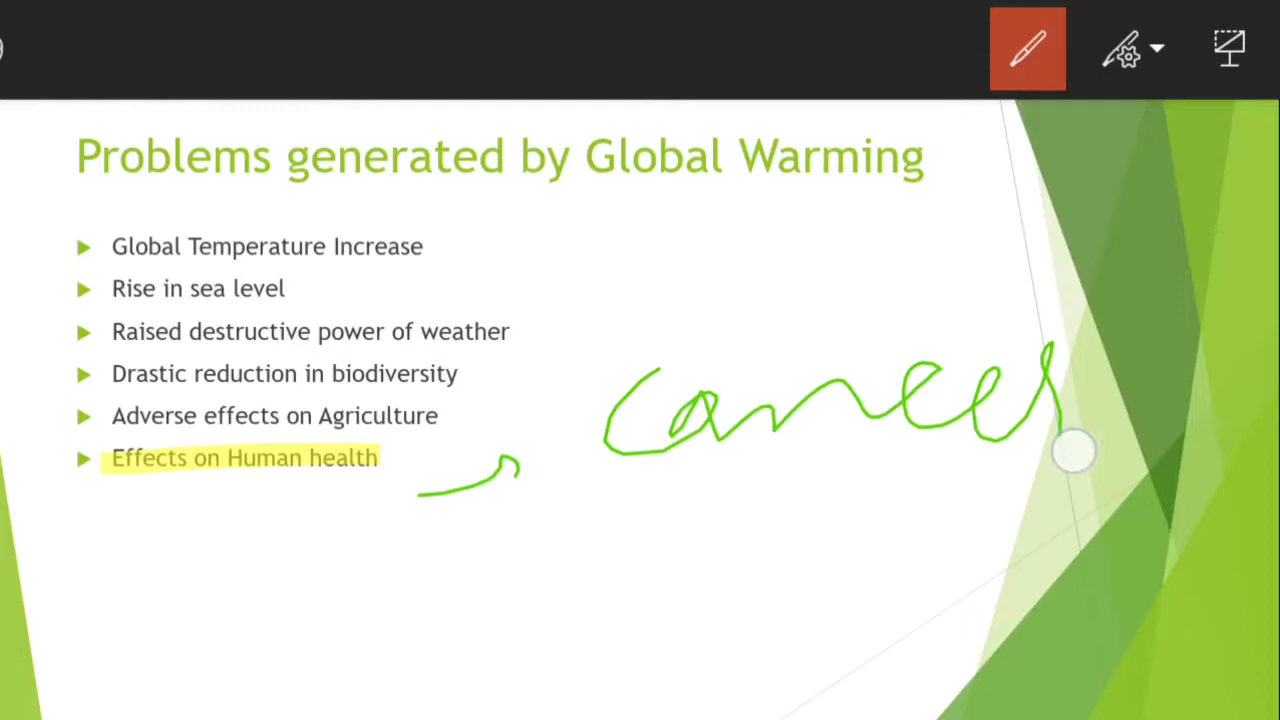 Problems generated by Global Warming
Global Temperature Increase
Rise in sea level
Raised destructive power of weather
Drastic reduction in biodiversity
Adverse effects on Agriculture
Effects on Human health
cancer